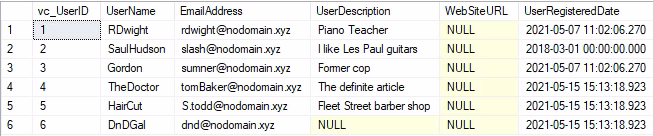 vc_UserID UserName EmailAddress UserDescription WebSiteURL UserRegisteredDate
1 1 RDwight rdwight@nodomain.xyz Piano Teacher NULL 2021-05-07 11:02:06.270
2 2 SaulHudson slash@nodomain.xyz I like Les Paul guitars NULL 2018-03-01 00:00:00.000
3 3 Gordon sumner@nodomain.xyz Former cop NULL 2021-05-07 11:02:06.270
4 4 TheDoctor tomBaker@nodomain.xyz The definite article NULL 2021-05-15 15:13:18.923
5 5 HairCut S.todd@nodomain.xyz Fleet Street barber shop NULL 2021-05-15 15:13:18.923
6 6 DnDGal dnd@nodomain.xyz NULL NULL 2021-05-15 15:13:18.923